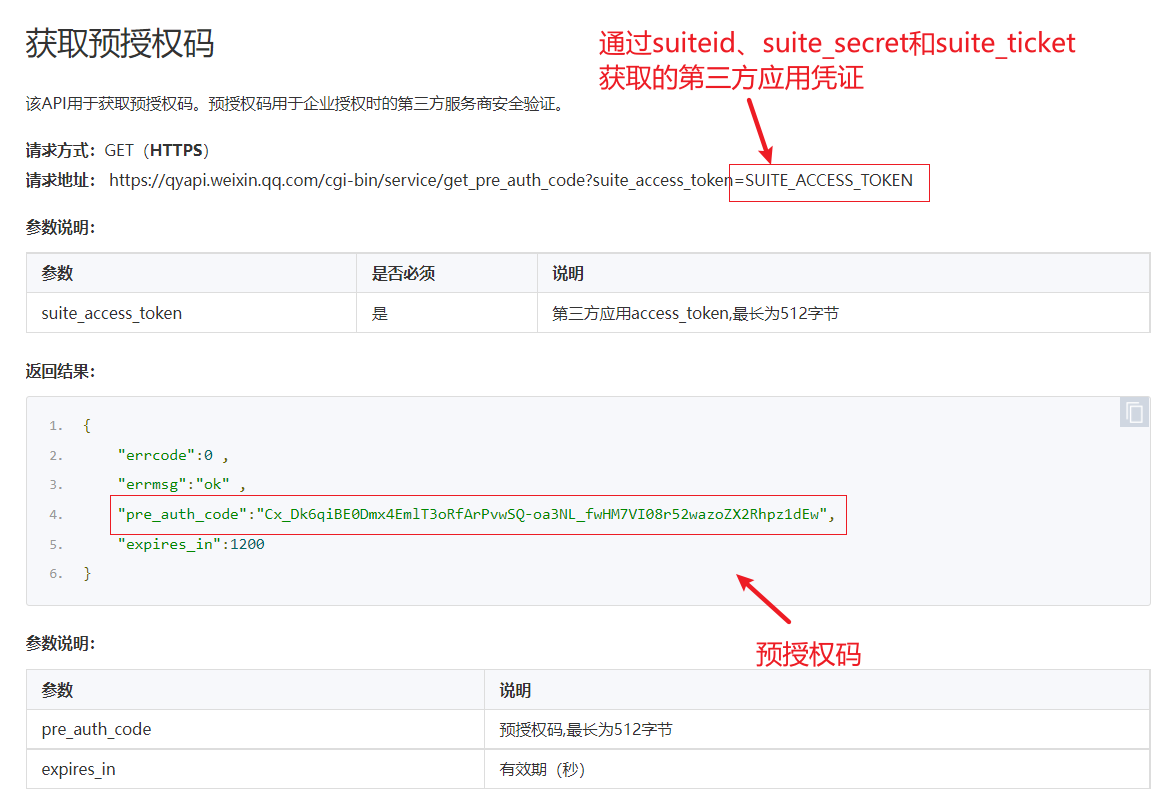 获取预授权码
通过suiteid、suite_secret和suite_ticket
获取的第三方应用凭证
该API用于获取预授权码。预授权码用于企业授权时的第三方服务商安全验证。
请求方式：GET（HTTPS）
请求地址： https://qyapi.weixin.qq.com/cgi-bin/service/get_pre_auth_code?suite_access_token=SUITE_ACCESS_TOKEN
参数说明：
参数 是否必须 说明
suite_access_token 是 第三方应用access_token,最长为512字节
返回结果：
1. {
2. "errcode":0 ,
3. "errmsg":"ok" ,
4. "pre_auth_code":"Cx_Dk6qiBE0Dmx4EmlT3oRfArPvwSQ-oa3NL_fwHM7VI08r52wazoZX2Rhpz1dEw",
5. "expires_in":1200
6. }
预授权码
参数说明：
参数 说明
pre_auth_code 预授权码,最长为512字节
expires_in 有效期（秒）